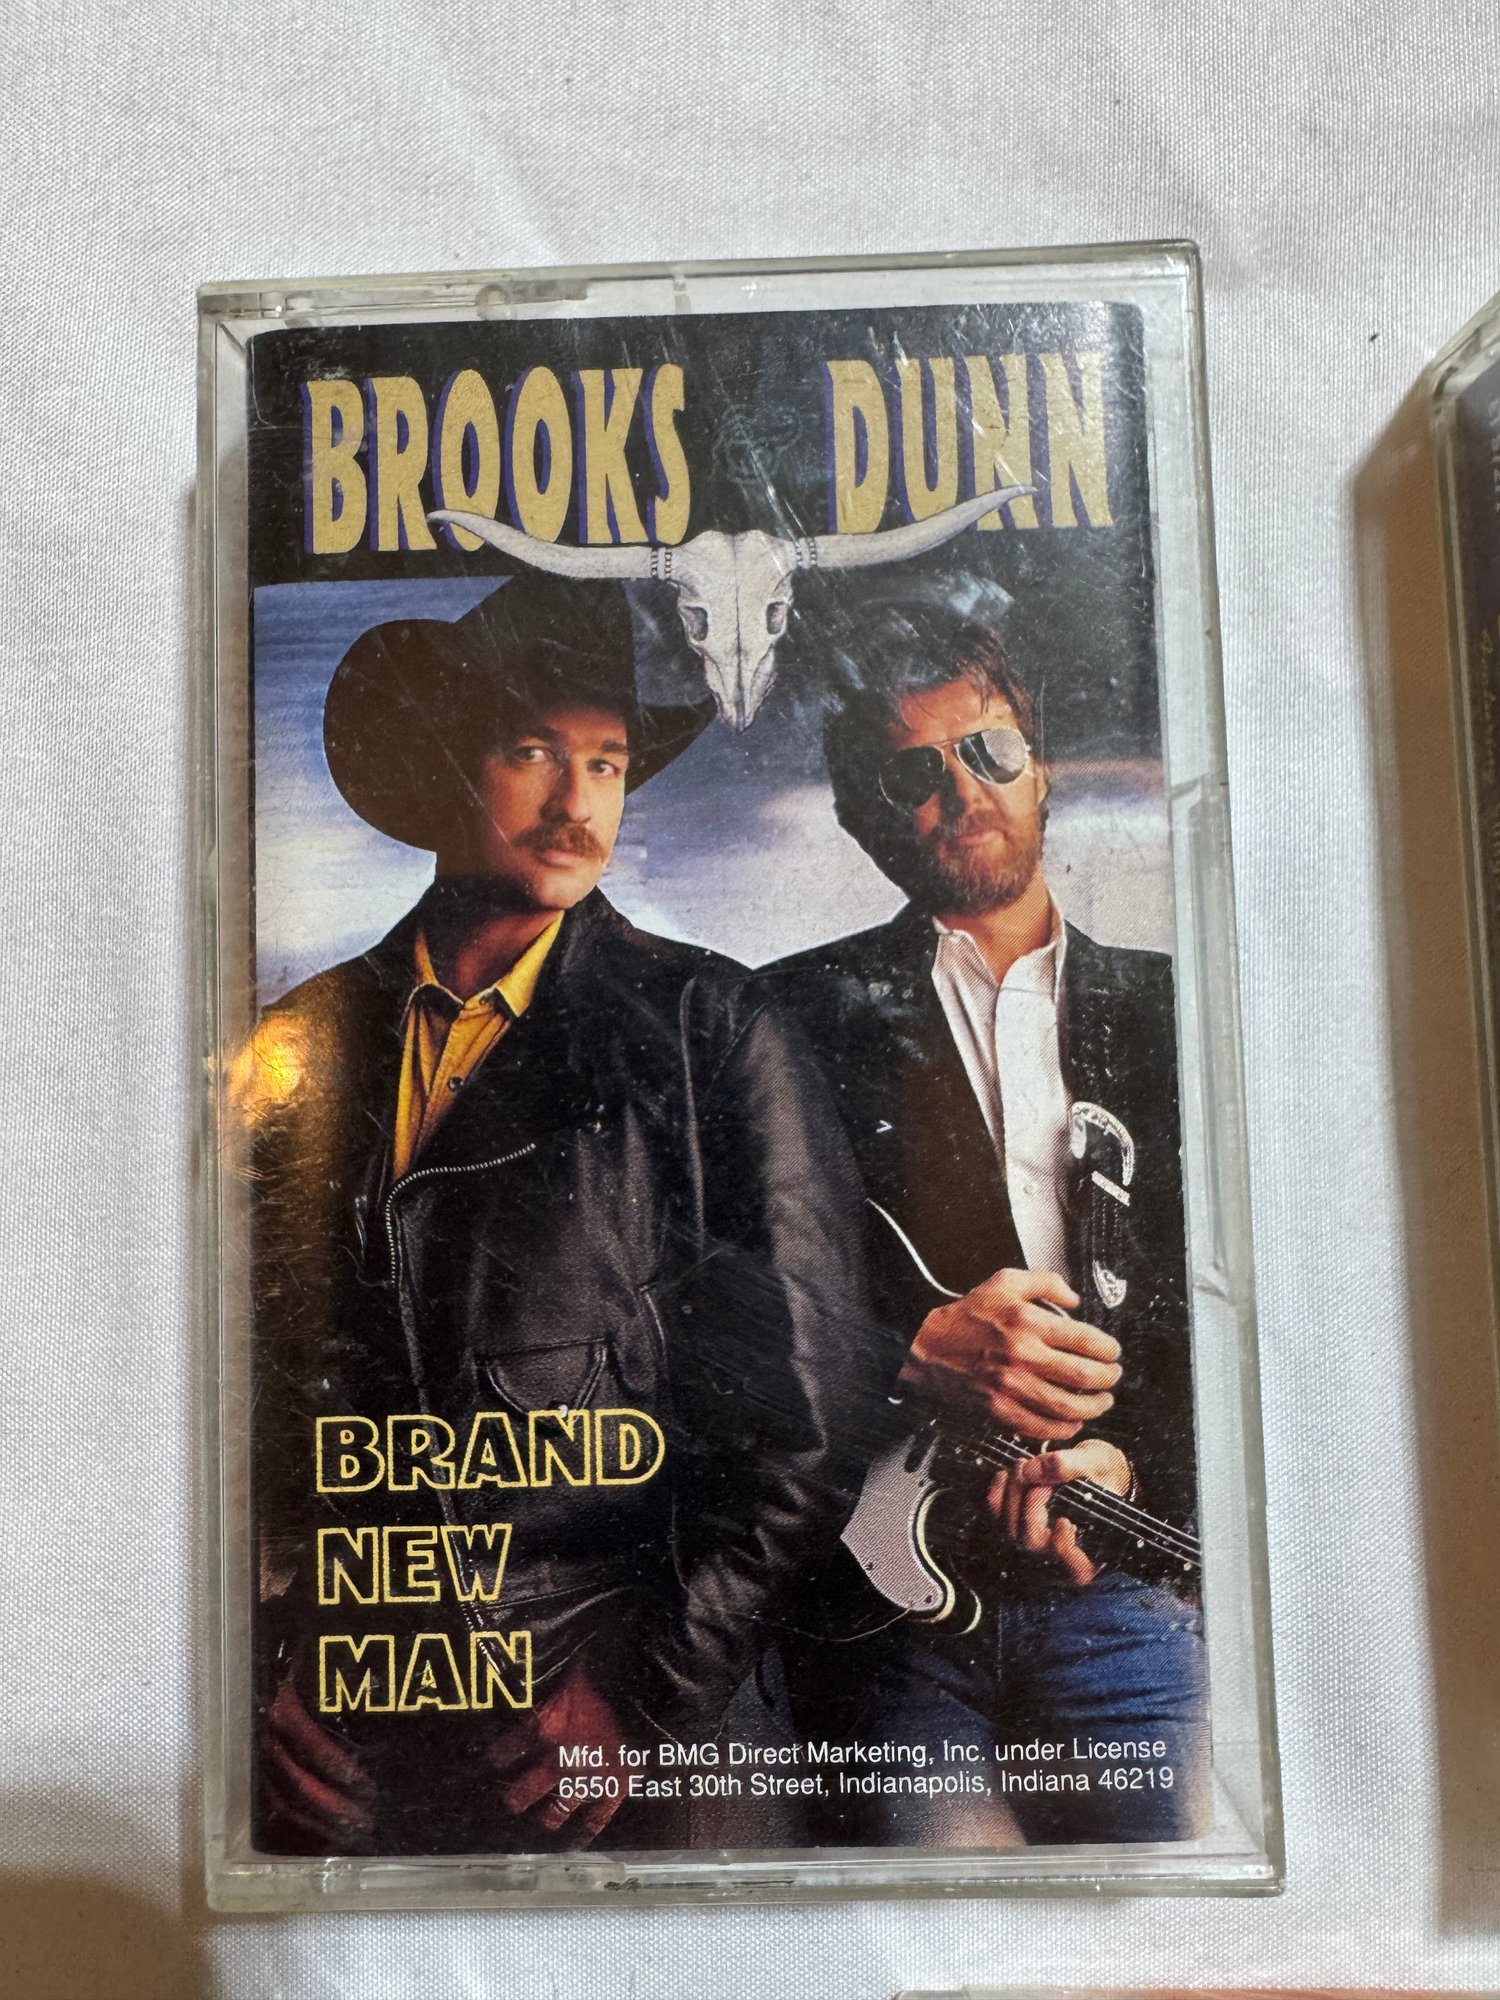 BROOKS & DUNN
BRAND
NEW
MAN
Mfd. for BMG Direct Marketing, Inc. under License
6550 East 30th Street, Indianapolis, Indiana 46219